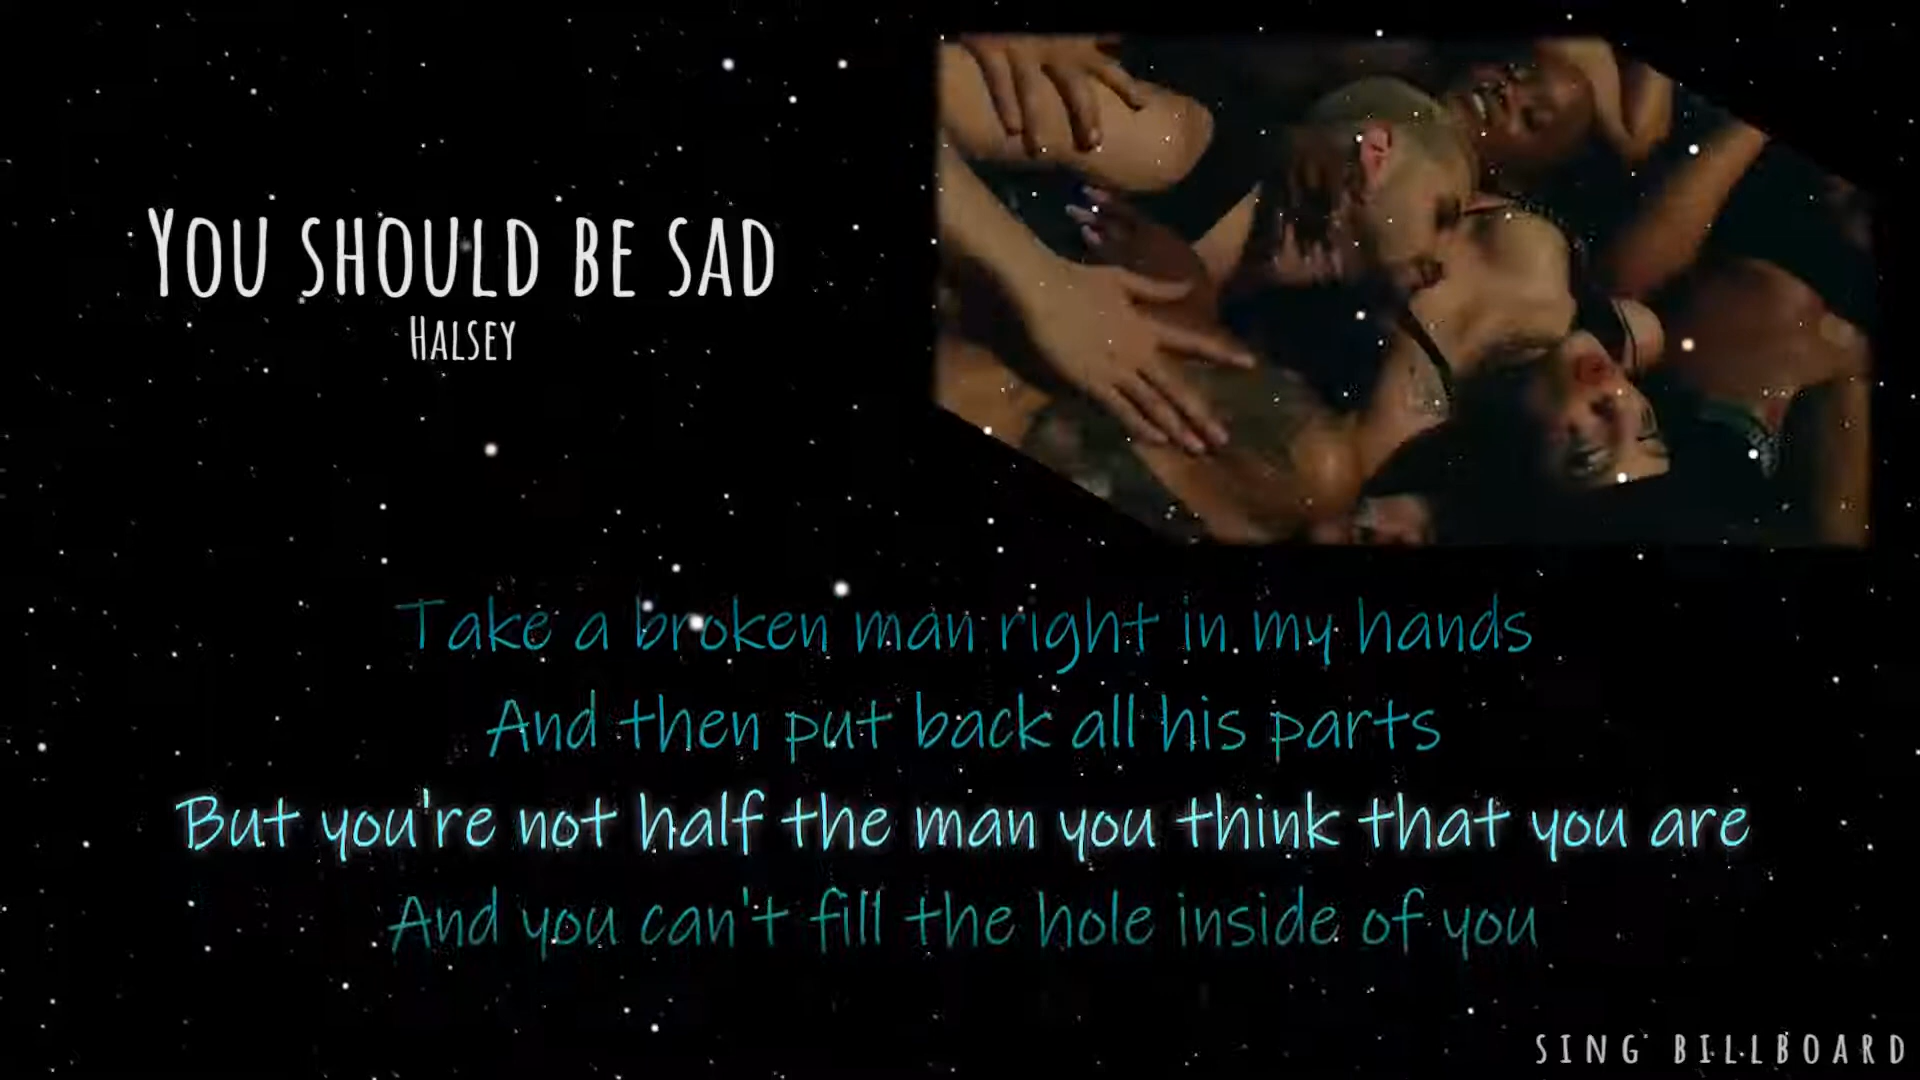 You should be sad
Halsey
Take a broken man right in my hands
And then put back all his parts
But you're not half the man you think that you are
And you can't fill the hole inside of you
SING BILLBOARD